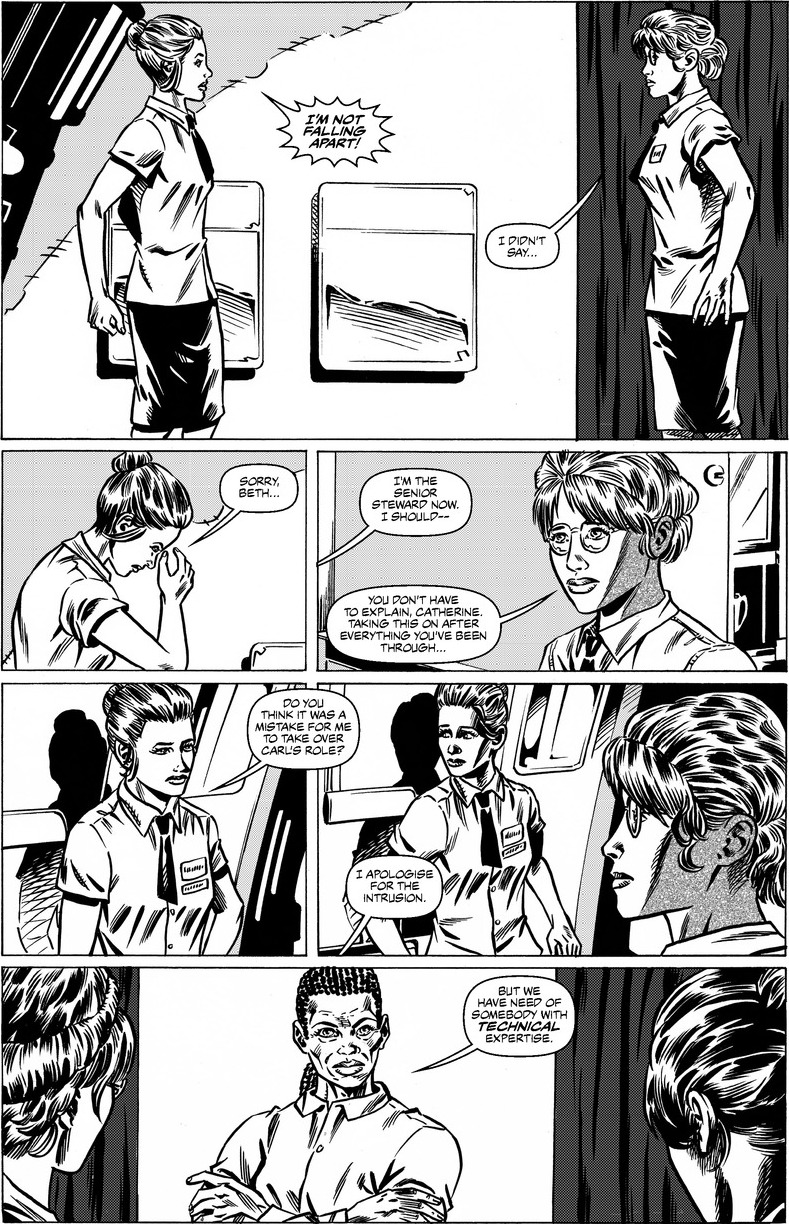 I'M NOT
FALLING
APART!
I DIDN'T
SAY...
SORRY,
BETH...
I'M THE
SENIOR
STEWARD NOW.
I SHOULD--
YOU DON'T HAVE
TO EXPLAIN, CATHERINE.
TAKING THIS ON AFTER
EVERYTHING YOU'VE BEEN
THROUGH...
DO YOU
THINK IT WAS A
MISTAKE FOR ME
TO TAKE OVER
CARL'S ROLE?
I APOLOGISE
FOR THE
INTRUSION.
BUT WE
HAVE NEED OF
SOMEBODY WITH
TECHNICAL
EXPERTISE.